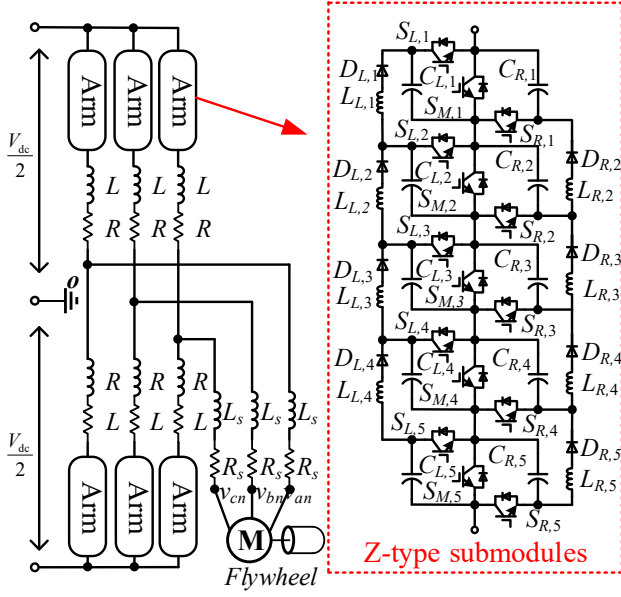 Arm Arm Arm
V_dc/2
L L L
R R R
o
R R R
L L L
L_s L_s L_s
R_s R_s R_s
V_dc/2
v_cn v_bn v_an
Arm Arm Arm
M
Flywheel
S_L,1
D_L,1 C_L,1 C_R,1
L_L,1
S_M,1
S_L,2 S_R,1
D_L,2 C_L,2 C_R,2 D_R,2
L_L,2 L_R,2
S_M,2
S_L,3 S_R,2
D_L,3 C_L,3 C_R,3 D_R,3
L_L,3 L_R,3
S_M,3
S_L,4 S_R,3
D_L,4 C_L,4 C_R,4 D_R,4
L_L,4 L_R,4
S_M,4
S_L,5 S_R,4
C_L,5 C_R,5 D_R,5
L_R,5
S_M,5 S_R,5
Z-type submodules